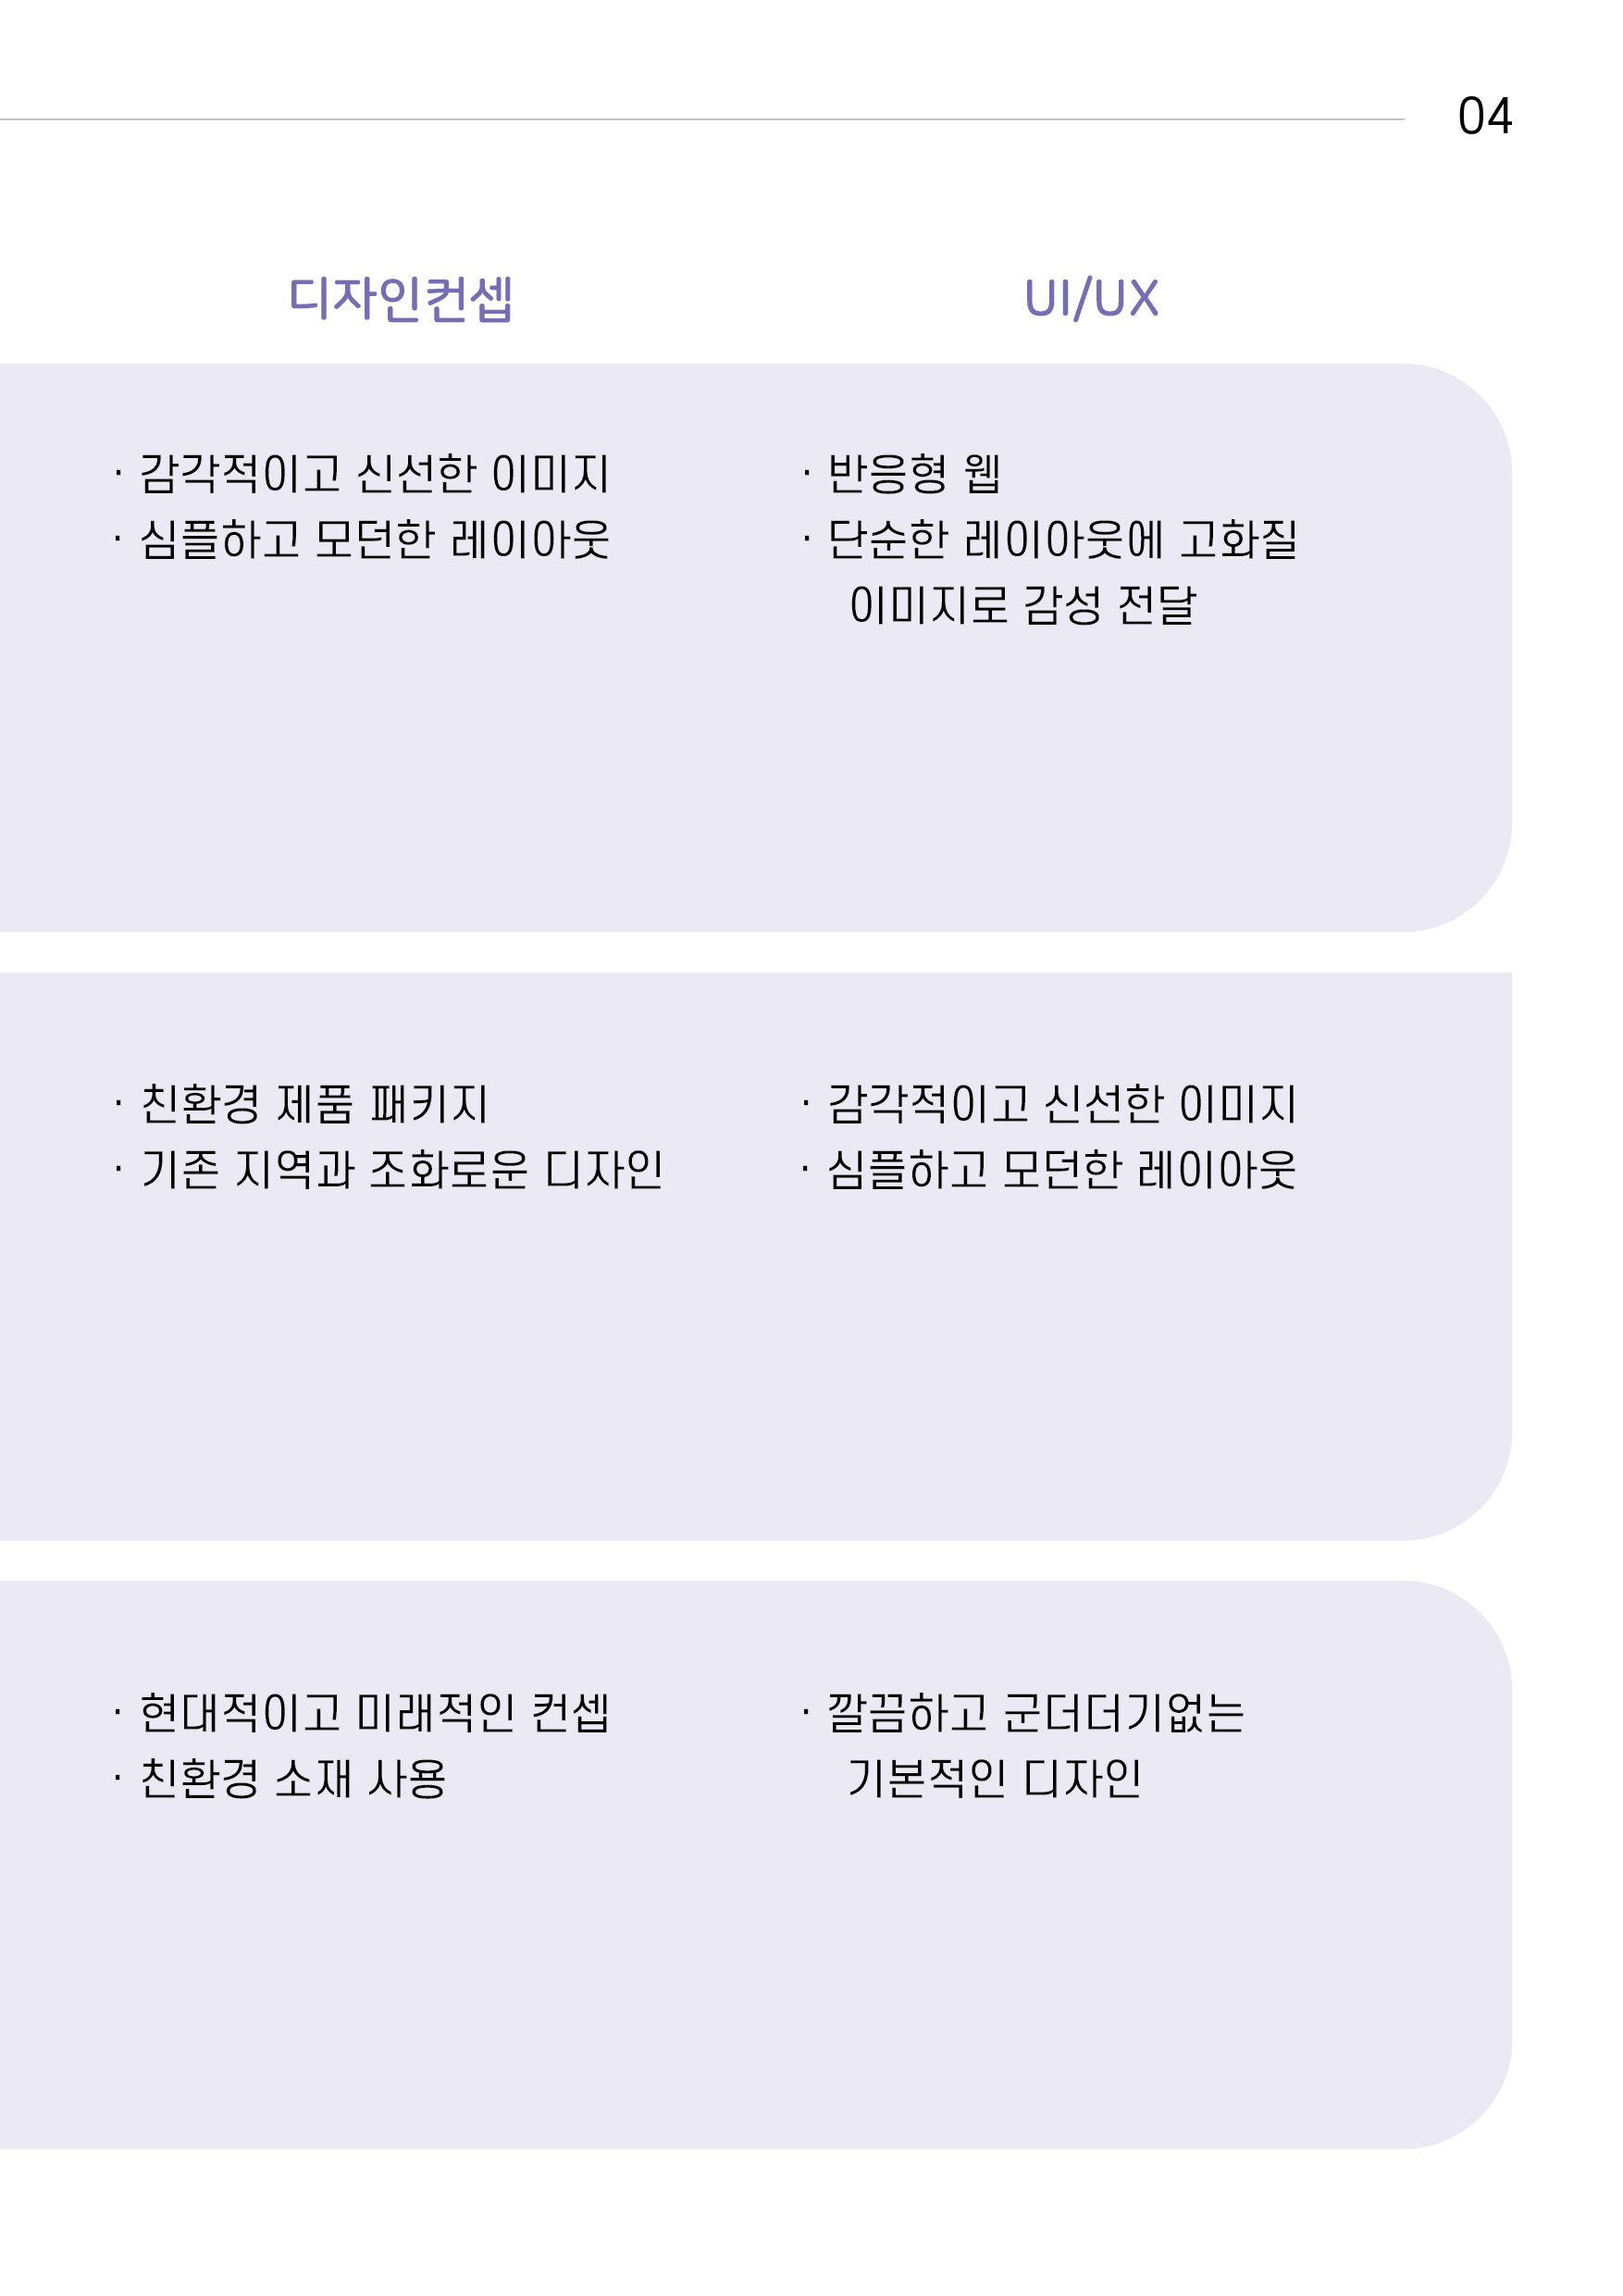 04
디자인컨셉
UI/UX
· 감각적이고 신선한 이미지
· 심플하고 모던한 레이아웃
· 반응형 웹
· 단순한 레이아웃에 고화질
이미지로 감성 전달
· 친환경 제품 패키지
· 기존 지역과 조화로운 디자인
· 감각적이고 신선한 이미지
· 심플하고 모던한 레이아웃
· 현대적이고 미래적인 컨셉
· 친환경 소재 사용
· 깔끔하고 군더더기없는
기본적인 디자인